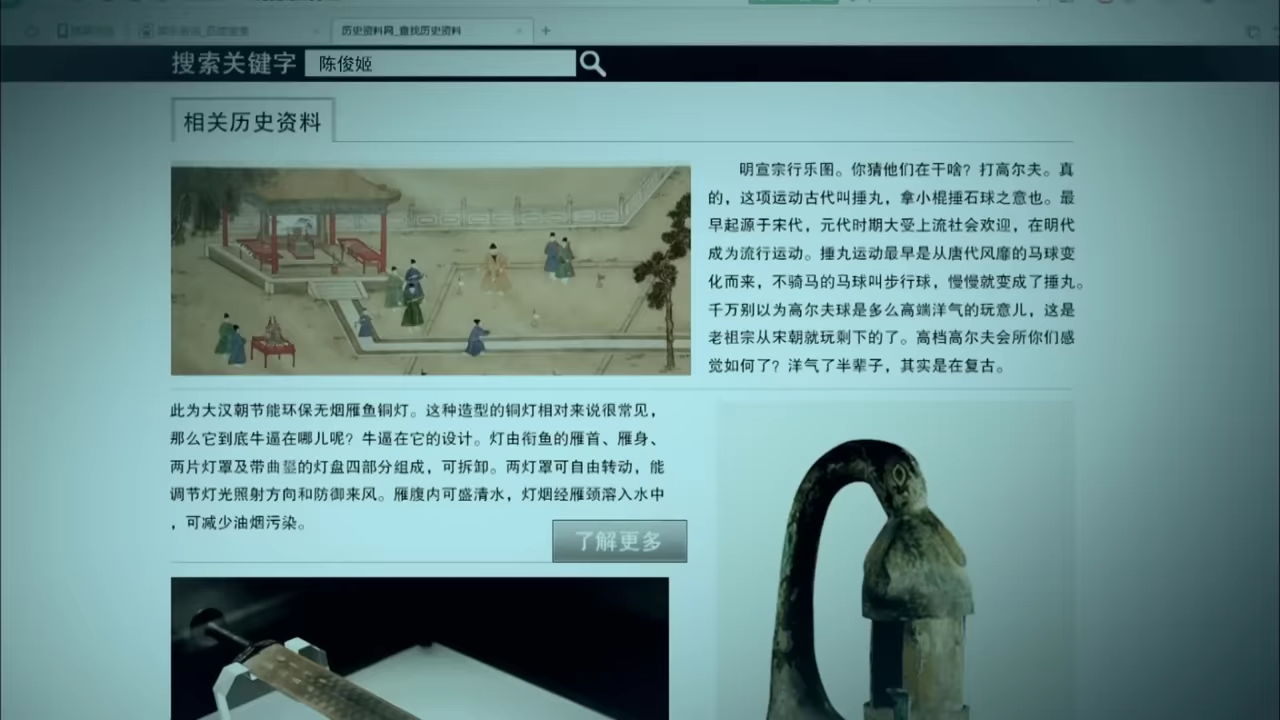 历史资料网_查找历史资料
搜索关键字
陈俊姬
相关历史资料
明宣宗行乐图。你猜他们在干啥？打高尔夫。真
的，这项运动古代叫捶丸，拿小棍捶石球之意也。最
早起源于宋代，元代时期大受上流社会欢迎，在明代
成为流行运动。捶丸运动最早是从唐代风靡的马球变
化而来，不骑马的马球叫步行球，慢慢就变成了捶丸。
千万别以为高尔夫球是多么高端洋气的玩意儿，这是
老祖宗从宋朝就玩剩下的了。高档高尔夫会所你们感
觉如何了？洋气了半辈子，其实是在复古。
此为大汉朝节能环保无烟雁鱼铜灯。这种造型的铜灯相对来说很常见，
那么它到底牛逼在哪儿呢？牛逼在它的设计。灯由衔鱼的雁首、雁身、
两片灯罩及带曲鋬的灯盘四部分组成，可拆卸。两灯罩可自由转动，能
调节灯光照射方向和防御来风。雁腹内可盛清水，灯烟经雁颈溶入水中
，可减少油烟污染。
了解更多